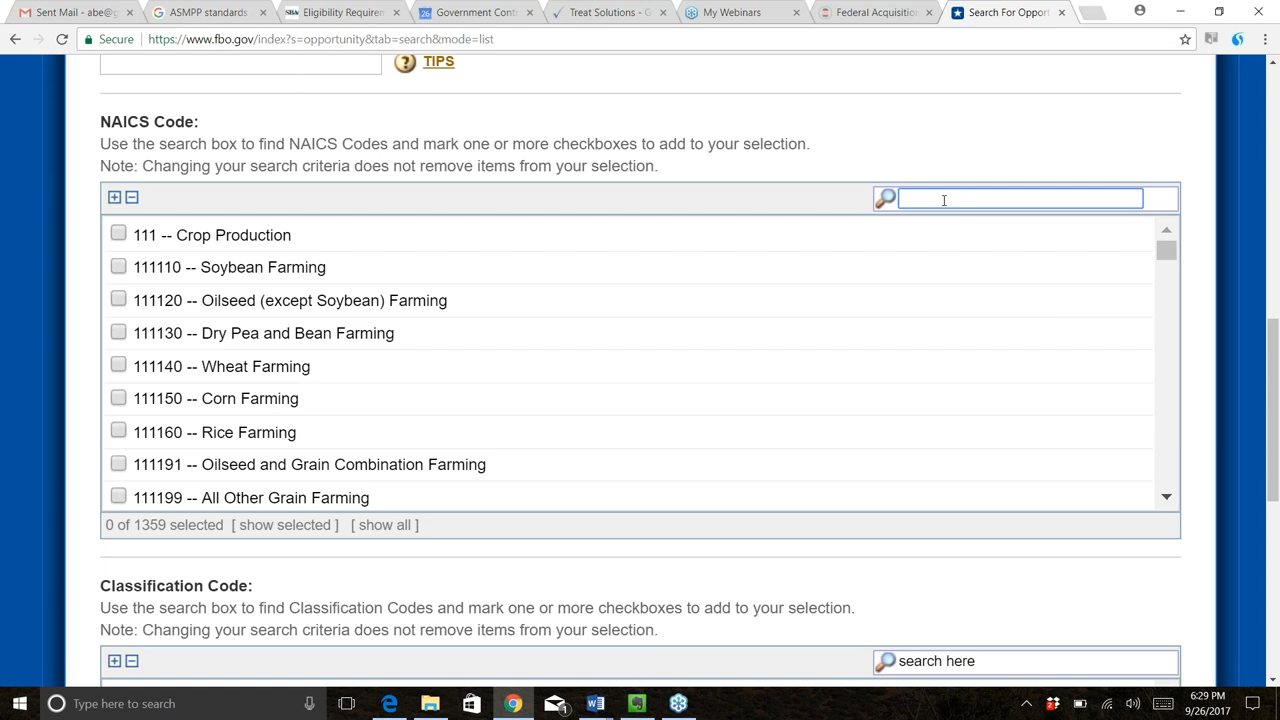 Sent Mail - abe@g
ASMPP standards
Eligibility Requirem
Government Contr
Treat Solutions - Go
My Webinars
Federal Acquisition
Search For Opport
Secure
https://www.fbo.gov/index?s=opportunity&tab=search&mode=list
TIPS
NAICS Code:
Use the search box to find NAICS Codes and mark one or more checkboxes to add to your selection.
Note: Changing your search criteria does not remove items from your selection.
111 -- Crop Production
111110 -- Soybean Farming
111120 -- Oilseed (except Soybean) Farming
111130 -- Dry Pea and Bean Farming
111140 -- Wheat Farming
111150 -- Corn Farming
111160 -- Rice Farming
111191 -- Oilseed and Grain Combination Farming
111199 -- All Other Grain Farming
0 of 1359 selected [ show selected ] [ show all ]
Classification Code:
Use the search box to find Classification Codes and mark one or more checkboxes to add to your selection.
Note: Changing your search criteria does not remove items from your selection.
search here
Type here to search
6:29 PM
9/26/2017